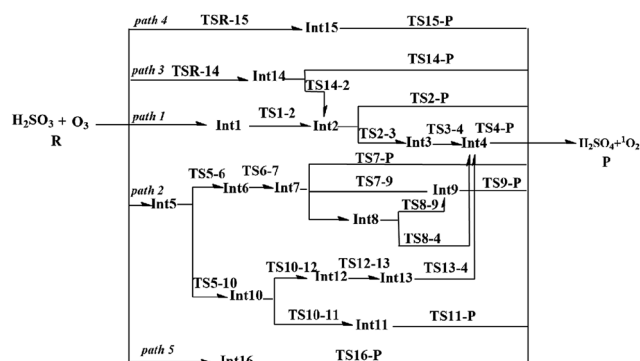 path 4 TSR-15 Int15 TS15-P
path 3 TSR-14 Int14 TS14-P
TS14-2
path 1 Int1 TS1-2 Int2 TS2-P
H₂SO₃ + O₃ TS2-3 Int3 TS3-4 Int4 TS4-P H₂SO₄+¹O₂
R P
path 2 Int5 TS5-6 Int6 TS6-7 Int7 TS7-P
TS7-9 Int9 TS9-P
Int8 TS8-9
TS8-4
TS5-10 Int10 TS10-12 Int12 TS12-13 Int13 TS13-4
TS10-11 Int11 TS11-P
path 5 Int16 TS16-P